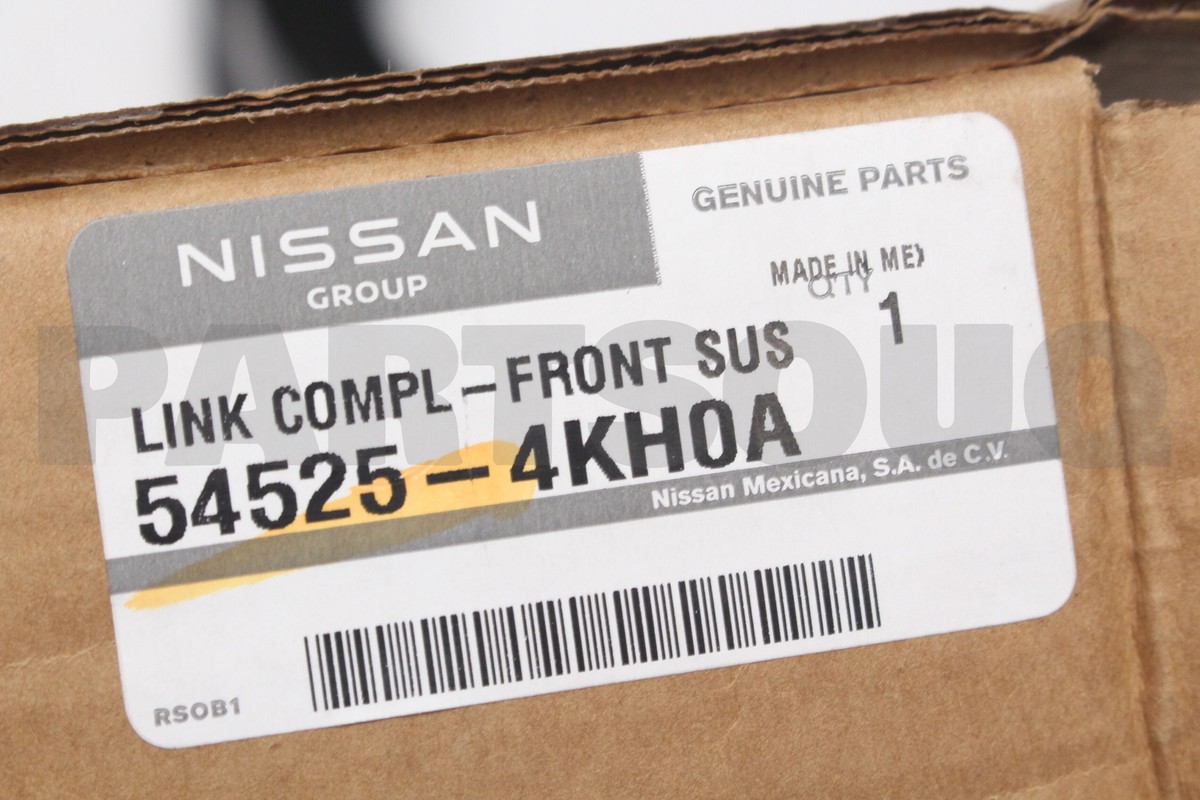 NISSAN
GROUP
GENUINE PARTS
MADE IN MEX
QTY
1
LINK COMPL-FRONT SUS
54525-4KH0A
Nissan Mexicana, S.A. de C.V.
RSOB1
PARTSOUQ